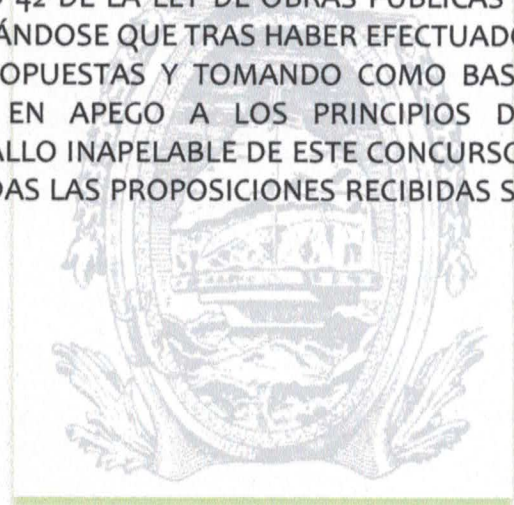 42 DE LA LEY DE OBRAS PÚBLICAS
ÁNDOSE QUE TRAS HABER EFECTUADO
OPUESTAS Y TOMANDO COMO BAS
EN APEGO A LOS PRINCIPIOS D
ALLO INAPELABLE DE ESTE CONCURSO
DAS LAS PROPOSICIONES RECIBIDAS S